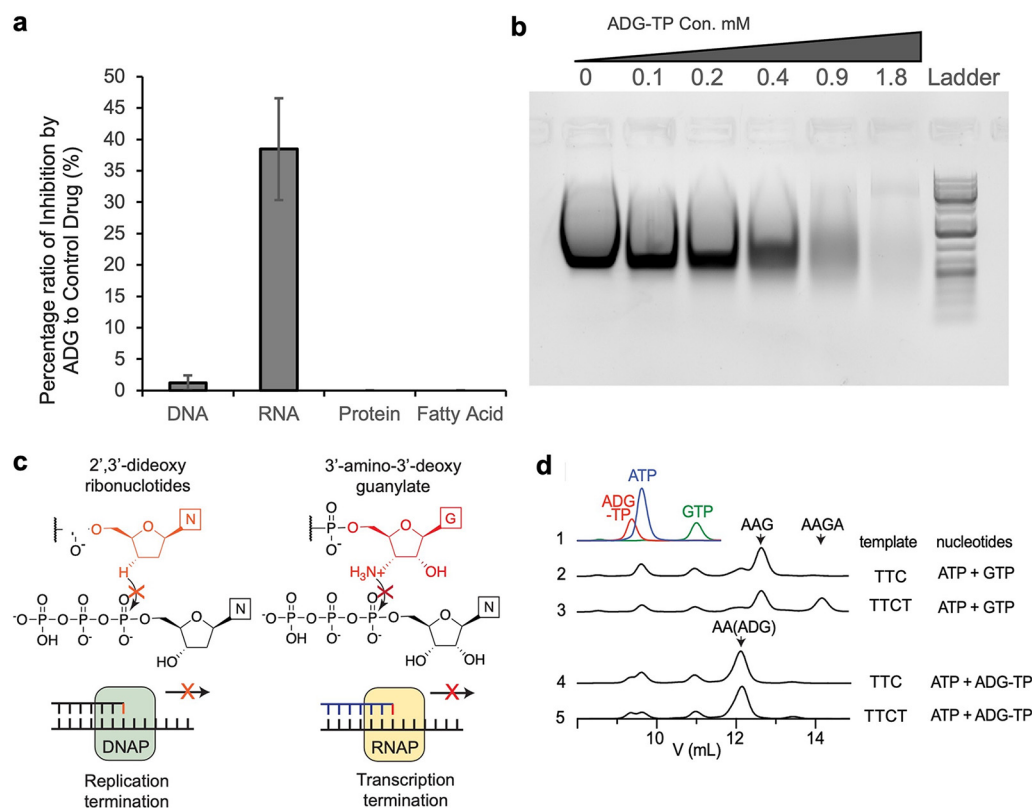 a
Percentage ratio of Inhibition by
ADG to Control Drug (%)
50
45
40
35
30
25
20
15
10
5
0
DNA RNA Protein Fatty Acid
b
ADG-TP Con. mM
0 0.1 0.2 0.4 0.9 1.8 Ladder
c
2',3'-dideoxy
ribonuclotides
N
O
O
O-
H
O O O
-O-P-O-P-O-P-O
OH O- O-
O
N
HO
DNAP
Replication
termination
3'-amino-3'-deoxy
guanylate
O
P-O
O-
O
G
H3N+
OH
O O O
-O-P-O-P-O-P-O
OH O- O-
O
N
HO OH
RNAP
Transcription
termination
d
ATP
ADG
-TP
GTP
AAG AAGA
template nucleotides
1
2 TTC ATP + GTP
3 TTCT ATP + GTP
AA(ADG)
4 TTC ATP + ADG-TP
5 TTCT ATP + ADG-TP
10 12 14
V (mL)